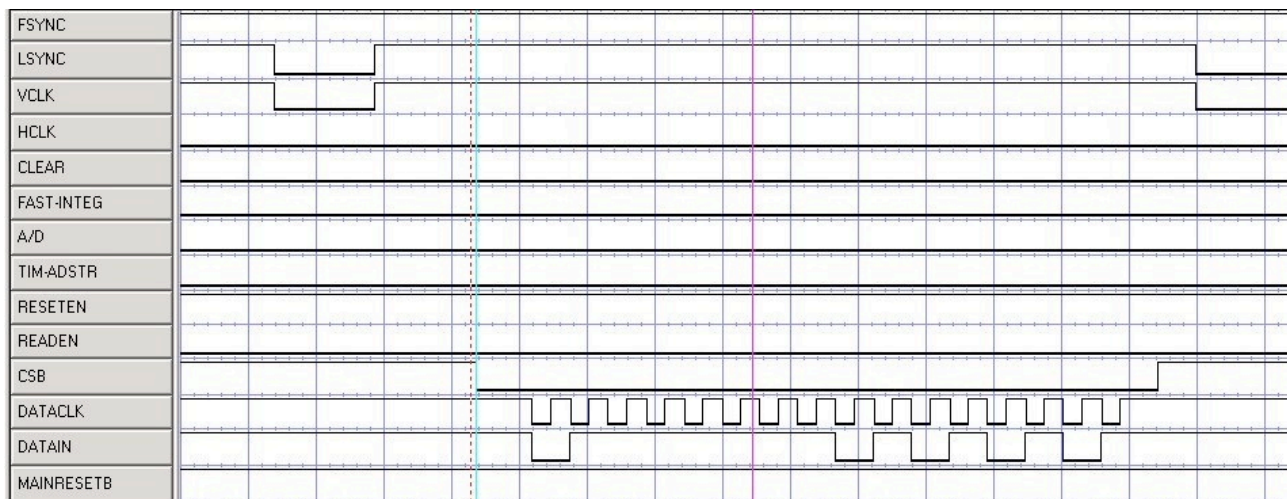 FSYNC
LSYNC
VCLK
HCLK
CLEAR
FAST-INTEG
A/D
TIM-ADSTR
RESETEN
READEN
CSB
DATACLK
DATAIN
MAINRESETB